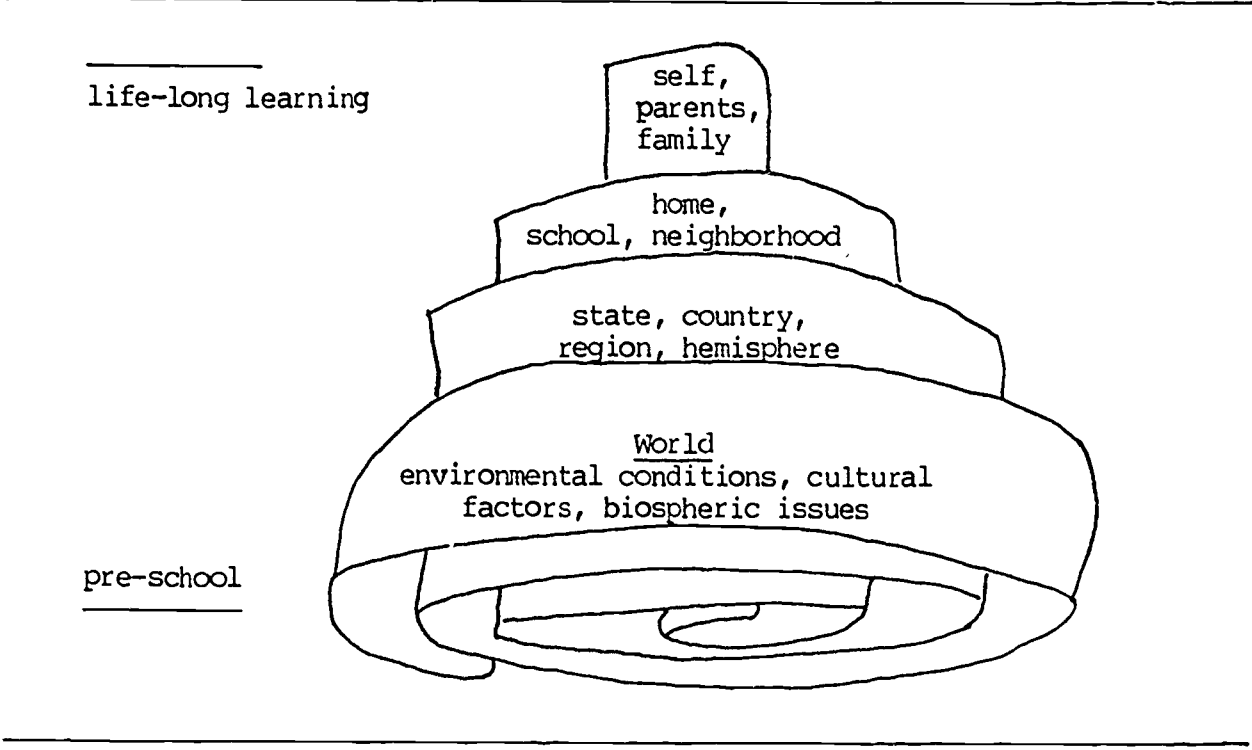 life-long learning
self,
parents,
family
home,
school, neighborhood
state, country,
region, hemisphere
World
environmental conditions, cultural
factors, biospheric issues
pre-school